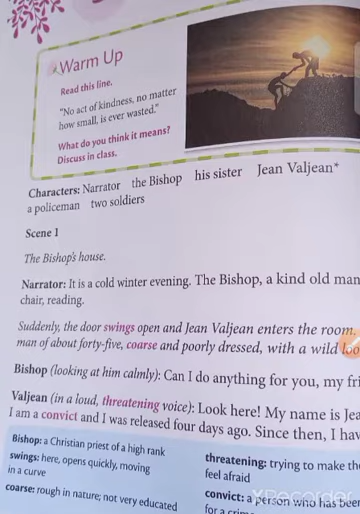 Warm Up
Read this line.
"No act of kindness, no matter
how small, is ever wasted."
What do you think it means?
Discuss in class.
Characters: Narrator the Bishop his sister Jean Valjean*
a policeman two soldiers
Scene 1
The Bishop's house.
Narrator: It is a cold winter evening. The Bishop, a kind old man
chair, reading.
Suddenly, the door swings open and Jean Valjean enters the room.
man of about forty-five, coarse and poorly dressed, with a wild
Bishop (looking at him calmly): Can I do anything for you, my
Valjean (in a loud, threatening voice): Look here! My name is
I am a convict and I was released four days ago. Since then, I
Bishop: a Christian priest of a high rank
swings: here, opens quickly, moving
in a curve
coarse: rough in nature; not very educated
threatening: trying to make
feel afraid
convict: a person who has been
for a
XRecorder